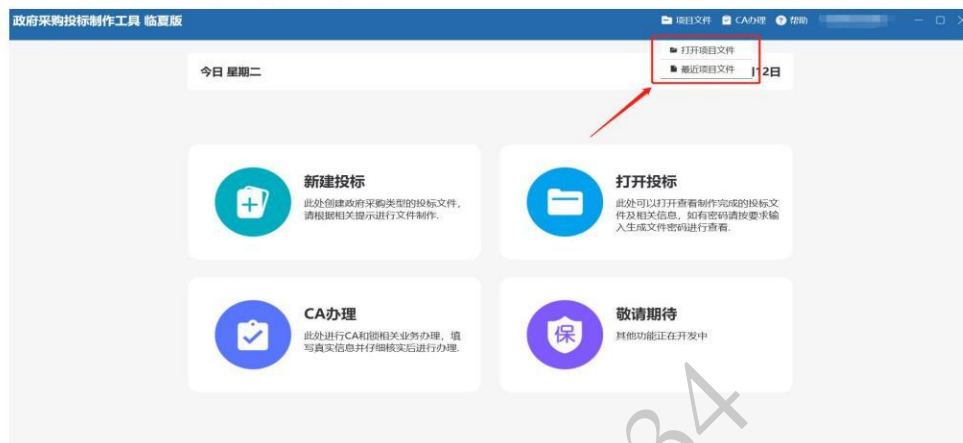 政府采购投标制作工具 临夏版
项目文件 CA办理 帮助
打开项目文件
最近项目文件
今日 星期二
12日
新建投标
此处创建政府采购类型的投标文件,
请根据相关提示进行文件制作.
打开投标
此处可以打开查看制作完成的投标文
件及相关信息，如有密码请按要求输
入生成文件密码进行查看.
CA办理
此处进行CA和锁相关业务办理，填
写真实信息并仔细核实后进行办理.
保
敬请期待
其他功能正在开发中
34